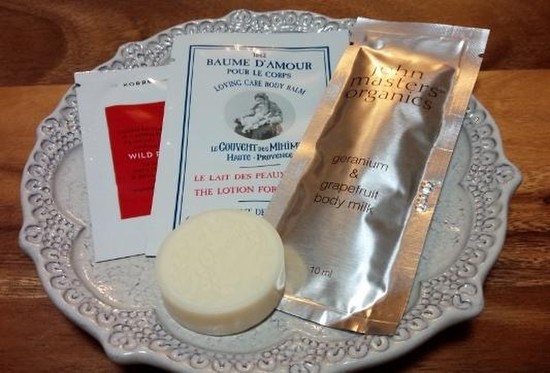 KORRES
WILD
1652
BAUME D'AMOUR
POUR LE CORPS
LOVING CARE BODY BALM
LE COUVENT DES MINIMES
HAUTE - PROVENCE
LE LAIT DES PEAUX
THE LOTION FOR
john
masters
organics
geranium
&
grapefruit
body milk
10 ml